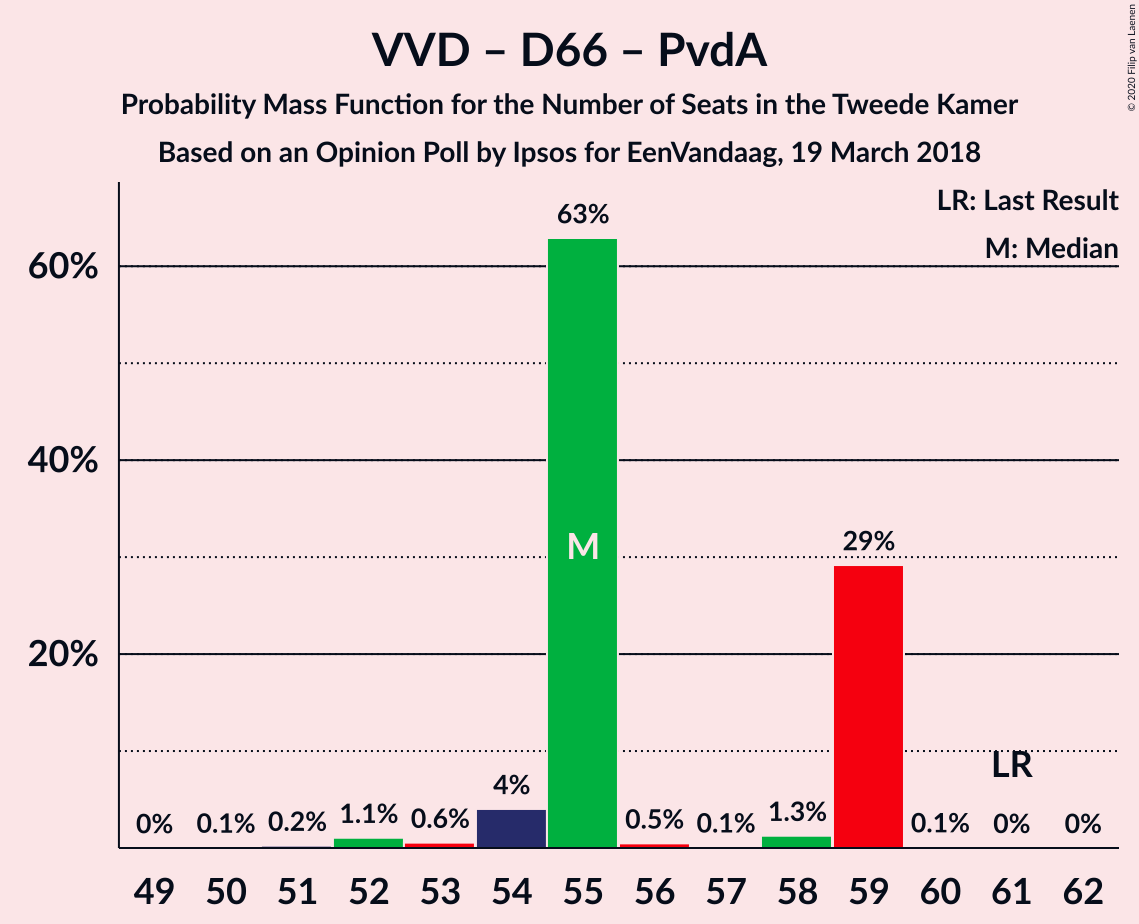 VVD – D66 – PvdA
Probability Mass Function for the Number of Seats in the Tweede Kamer
Based on an Opinion Poll by Ipsos for EenVandaag, 19 March 2018
© 2020 Filip van Laenen
LR: Last Result
M: Median
60%
40%
20%
0%
0.1%
0.2%
1.1%
0.6%
4%
63%
M
0.5%
0.1%
1.3%
29%
0.1%
LR
0%
0%
49 50 51 52 53 54 55 56 57 58 59 60 61 62